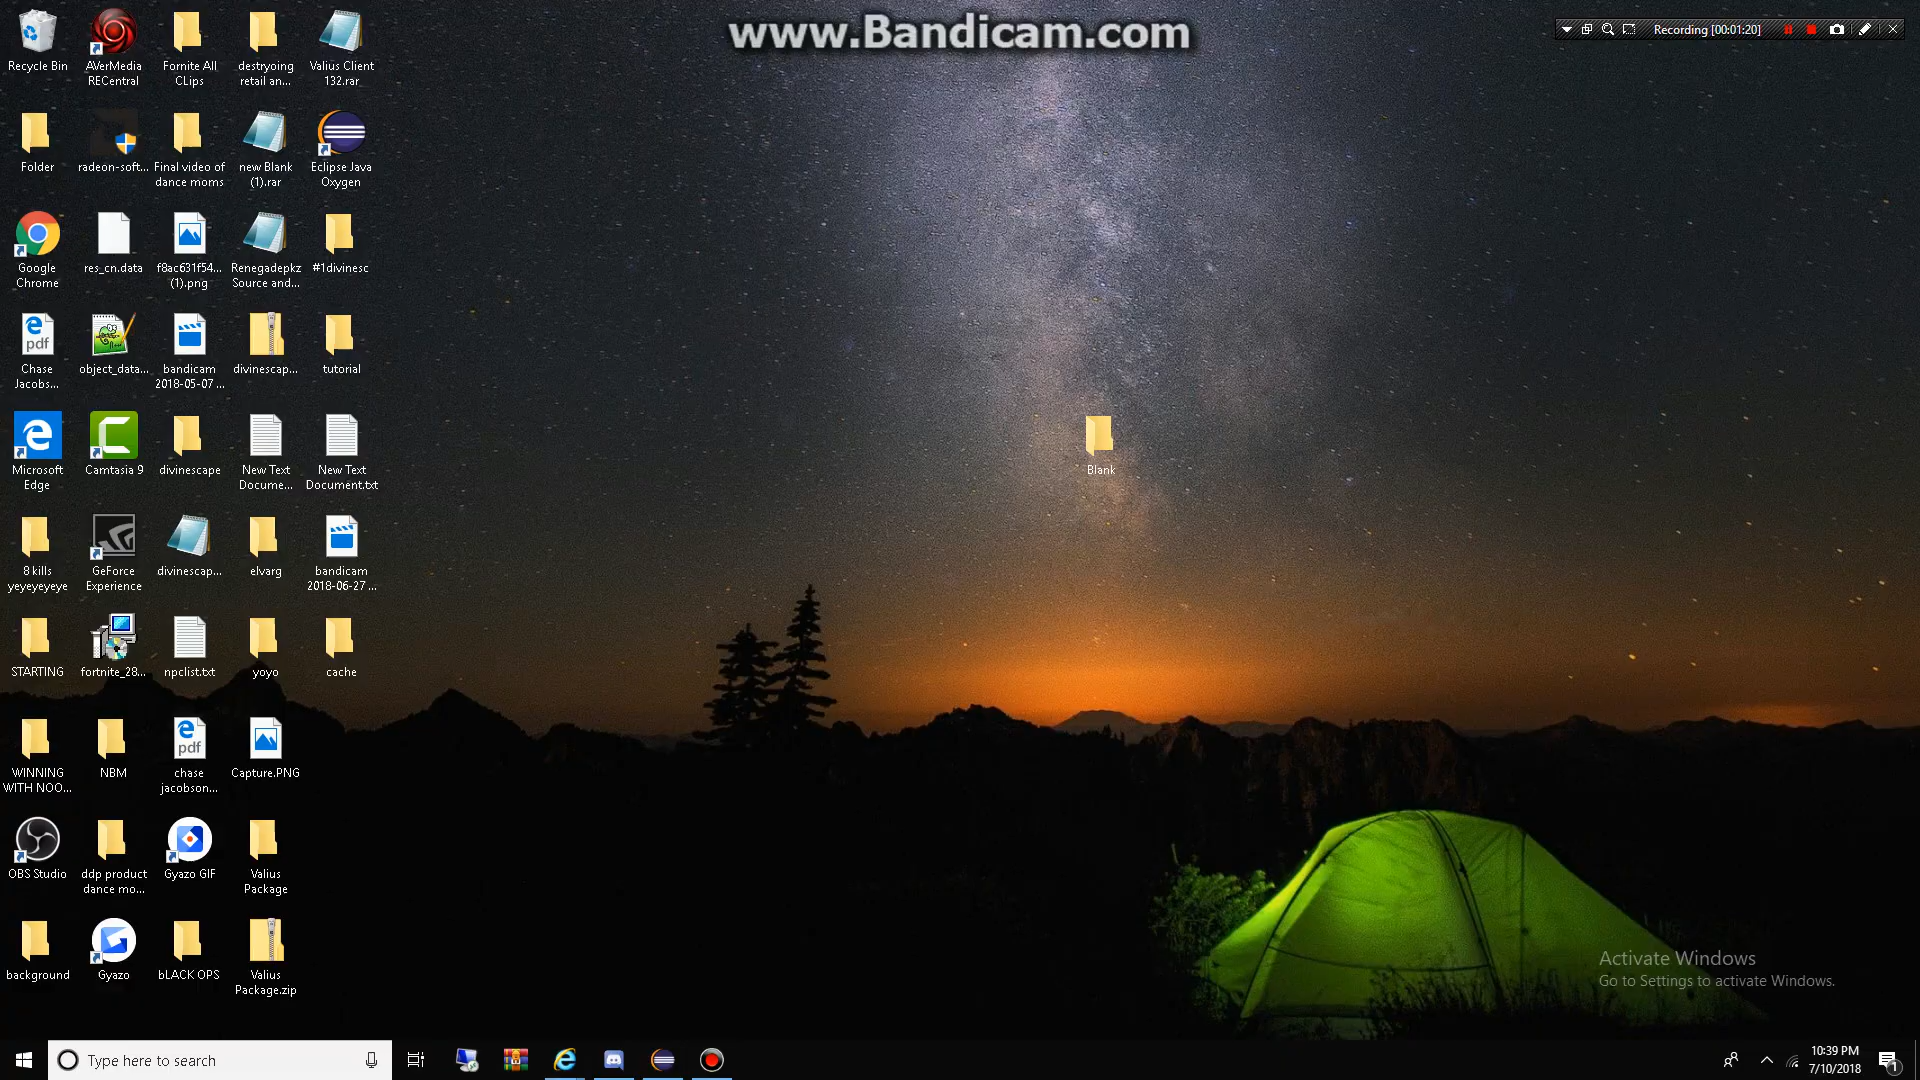 www.Bandicam.com
Recording [00:01:20]
Recycle Bin
AVerMedia
RECentral
Fornite All
CLips
destryoing
retail an...
Valius Client
132.rar
Folder
radeon-soft...
Final video of
dance moms
new Blank
(1).rar
Eclipse Java
Oxygen
Google
Chrome
res_cn.data
f8ac631f54...
(1).png
Renegadepkz
Source and...
#1divinesc
pdf
Chase
Jacobs...
object_data...
bandicam
2018-05-07 ...
divinescap...
tutorial
Microsoft
Edge
Camtasia 9
divinescape
New Text
Docume...
New Text
Document.txt
Blank
8 kills
yeyeyeyeye
GeForce
Experience
divinescap...
elvarg
bandicam
2018-06-27 ...
STARTING
fortnite_28...
npclist.txt
yoyo
cache
WINNING
WITH NOO...
NBM
pdf
chase
jacobson...
Capture.PNG
OBS Studio
ddp product
dance mo...
Gyazo GIF
Valius
Package
background
Gyazo
bLACK OPS
Valius
Package.zip
Activate Windows
Go to Settings to activate Windows.
Type here to search
10:39 PM
7/10/2018
1